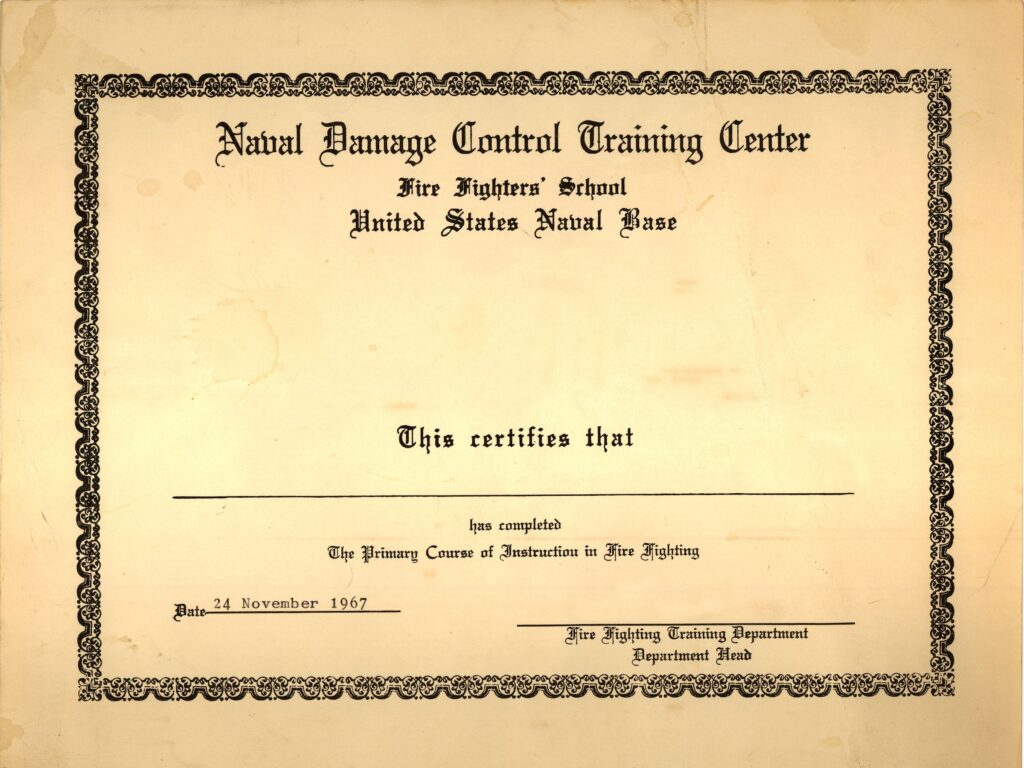 Naval Damage Control Training Center
Fire Fighters' School
United States Naval Base
This certifies that
has completed
The Primary Course of Instruction in Fire Fighting
Date 24 November 1967
Fire Fighting Training Department
Department Head